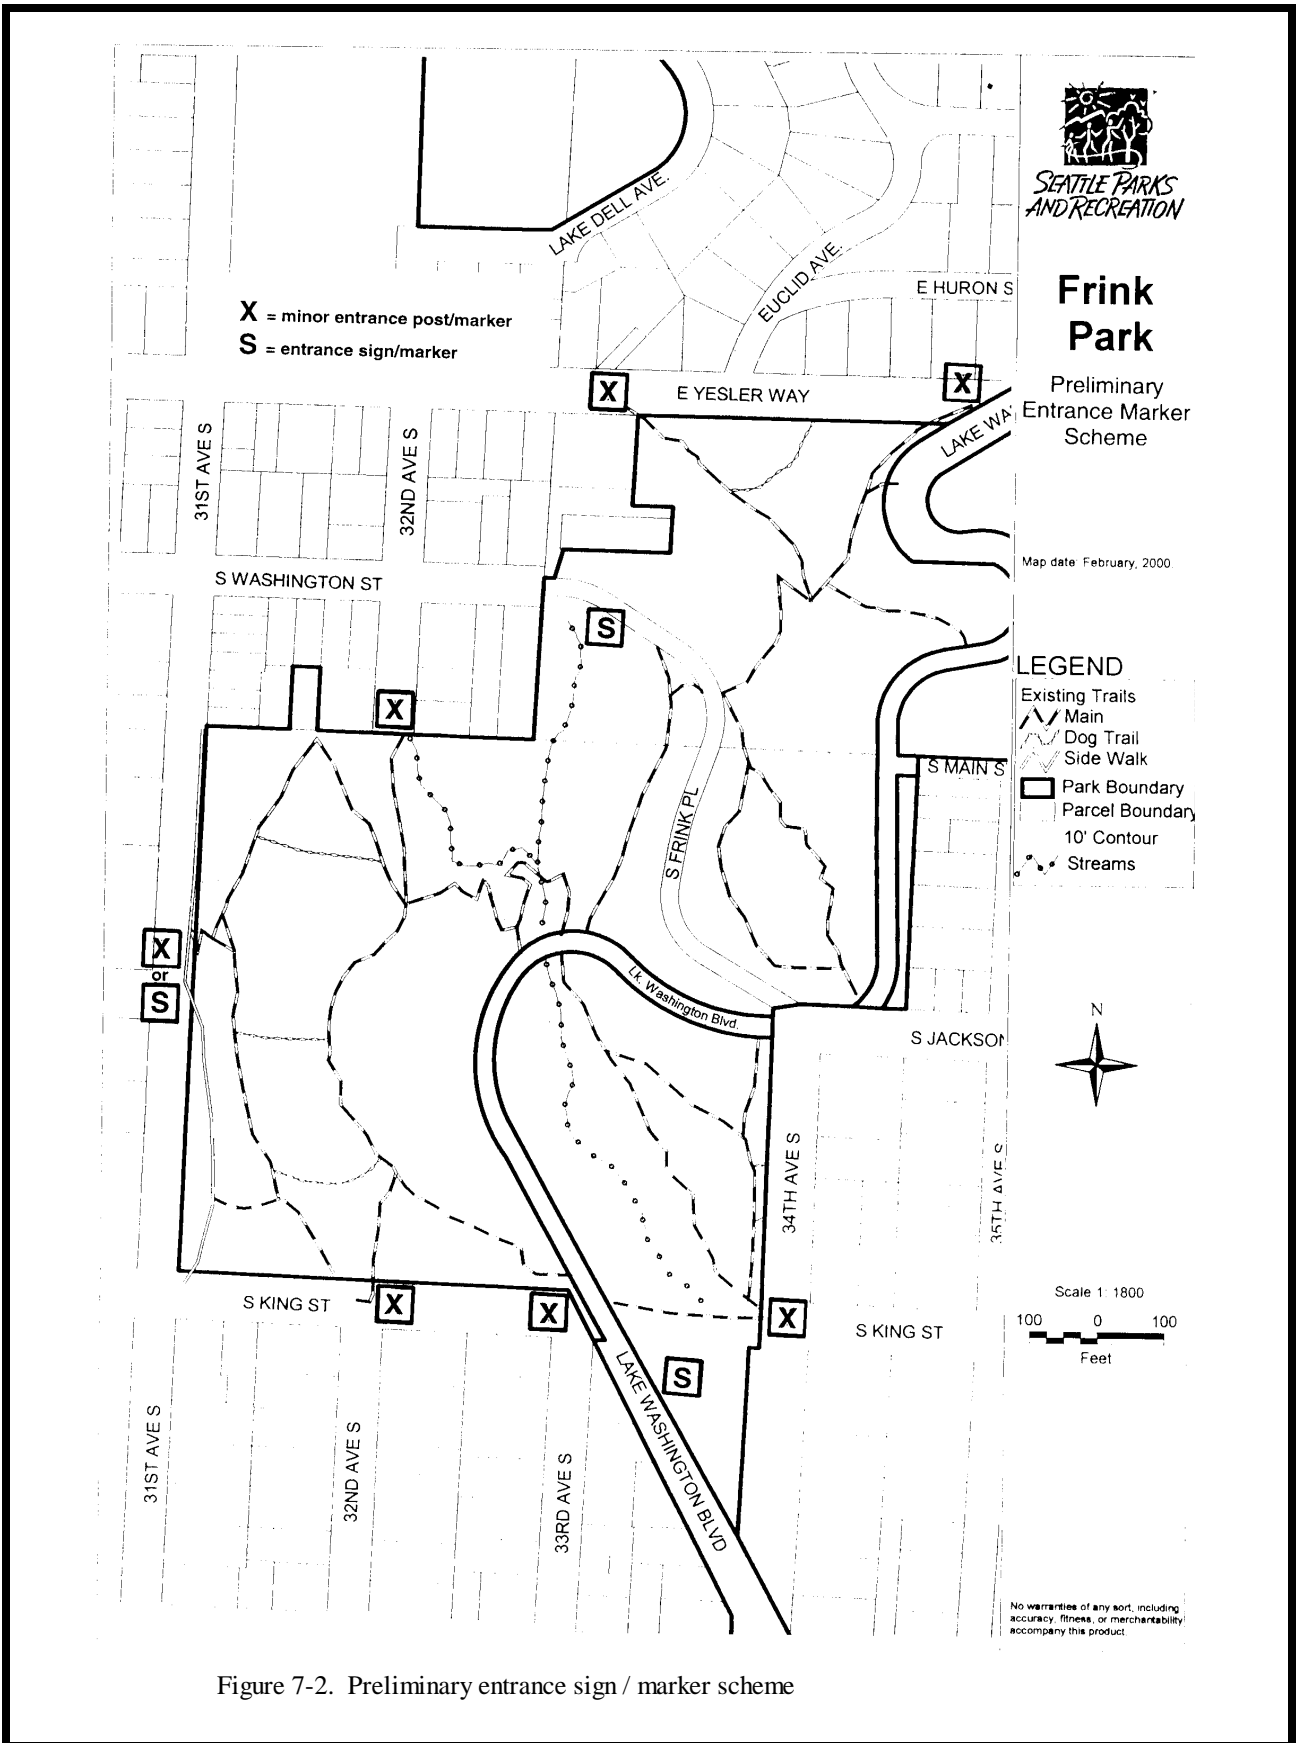 SEATTLE PARKS
AND RECREATION
Frink
Park
Preliminary
Entrance Marker
Scheme
Map date: February, 2000.
LAKE DELL AVE.
EUCLID AVE.
E HURON S
X = minor entrance post/marker
S = entrance sign/marker
X
E YESLER WAY
X
LAKE WA
31ST AVE S
32ND AVE S
S WASHINGTON ST
S
X
LEGEND
Existing Trails
Main
Dog Trail
Side Walk
Park Boundary
Parcel Boundary
10' Contour
Streams
S MAIN S
S FRINK PL
X
or
S
Lk. Washington Blvd.
S JACKSON
N
34TH AVE S
35TH AVE S
S KING ST
X
X
X
S KING ST
Scale 1: 1800
100 0 100
Feet
S
LAKE WASHINGTON BLVD
31ST AVE S
32ND AVE S
33RD AVE S
No warranties of any sort, including
accuracy, fitness, or merchantability
accompany this product.
Figure 7-2. Preliminary entrance sign / marker scheme